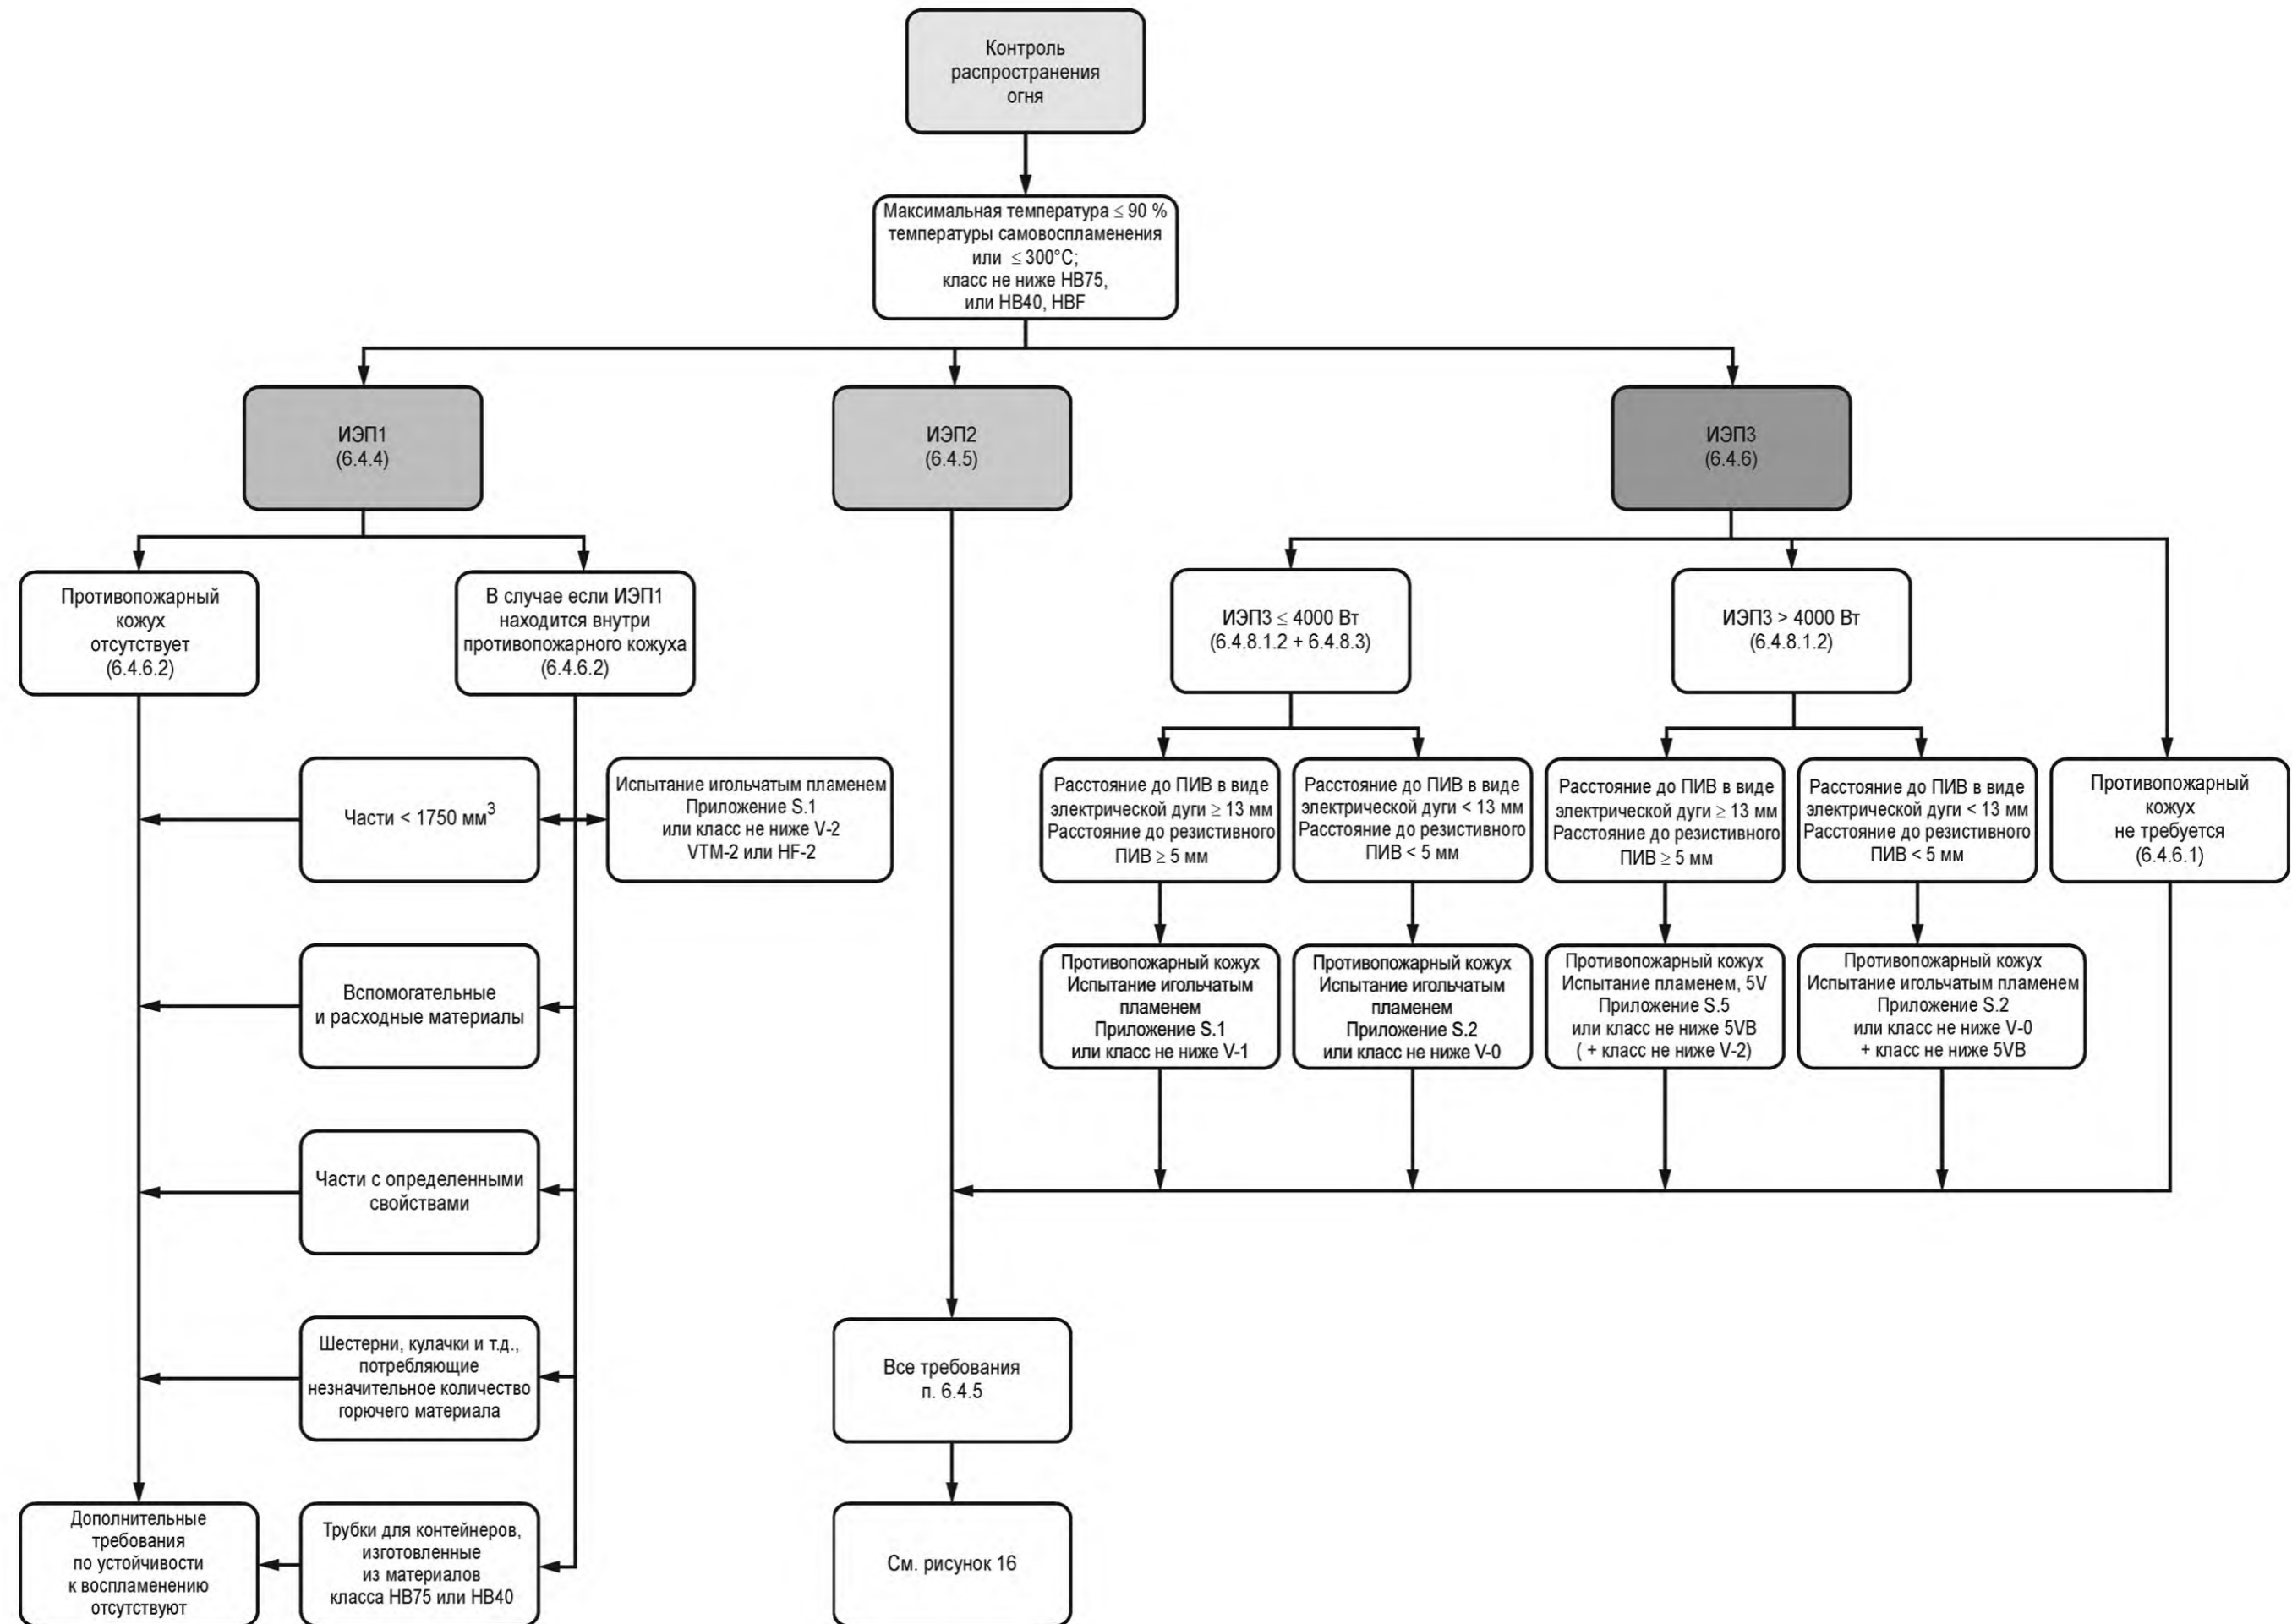 Контроль
распространения
огня
Максимальная температура ≤ 90 %
температуры самовоспламенения
или ≤ 300°C;
класс не ниже HB75,
или HB40, HBF
ИЭП1
(6.4.4)
ИЭП2
(6.4.5)
ИЭП3
(6.4.6)
Противопожарный
кожух
отсутствует
(6.4.6.2)
В случае если ИЭП1
находится внутри
противопожарного кожуха
(6.4.6.2)
ИЭП3 ≤ 4000 Вт
(6.4.8.1.2 + 6.4.8.3)
ИЭП3 > 4000 Вт
(6.4.8.1.2)
Части < 1750 мм³
Испытание игольчатым пламенем
Приложение S.1
или класс не ниже V-2
VTM-2 или HF-2
Расстояние до ПИВ в виде
электрической дуги ≥ 13 мм
Расстояние до резистивного
ПИВ ≥ 5 мм
Расстояние до ПИВ в виде
электрической дуги < 13 мм
Расстояние до резистивного
ПИВ < 5 мм
Расстояние до ПИВ в виде
электрической дуги ≥ 13 мм
Расстояние до резистивного
ПИВ ≥ 5 мм
Расстояние до ПИВ в виде
электрической дуги < 13 мм
Расстояние до резистивного
ПИВ < 5 мм
Противопожарный
кожух
не требуется
(6.4.6.1)
Вспомогательные
и расходные материалы
Противопожарный кожух
Испытание игольчатым
пламенем
Приложение S.1
или класс не ниже V-1
Противопожарный кожух
Испытание игольчатым
пламенем
Приложение S.2
или класс не ниже V-0
Противопожарный кожух
Испытание пламенем, 5V
Приложение S.5
или класс не ниже 5VB
( + класс не ниже V-2)
Противопожарный кожух
Испытание игольчатым пламенем
Приложение S.2
или класс не ниже V-0
+ класс не ниже 5VB
Части с определенными
свойствами
Шестерни, кулачки и т.д.,
потребляющие
незначительное количество
горючего материала
Все требования
п. 6.4.5
Дополнительные
требования
по устойчивости
к воспламенению
отсутствуют
Трубки для контейнеров,
изготовленные
из материалов
класса HB75 или HB40
См. рисунок 16